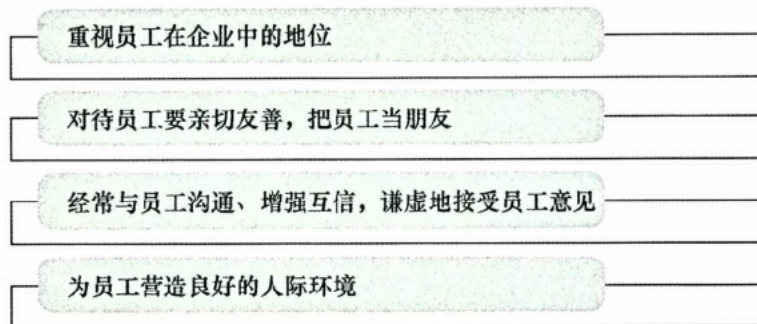 重视员工在企业中的地位
对待员工要亲切友善，把员工当朋友
经常与员工沟通、增强互信，谦虚地接受员工意见
为员工营造良好的人际环境